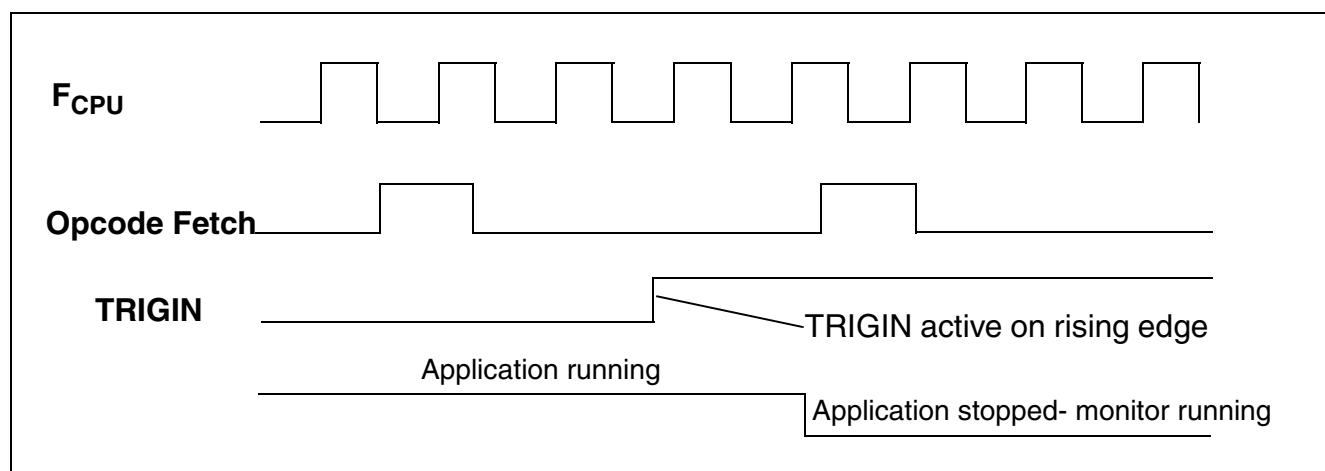 FCPU
Opcode Fetch
TRIGIN
TRIGIN active on rising edge
Application running
Application stopped- monitor running